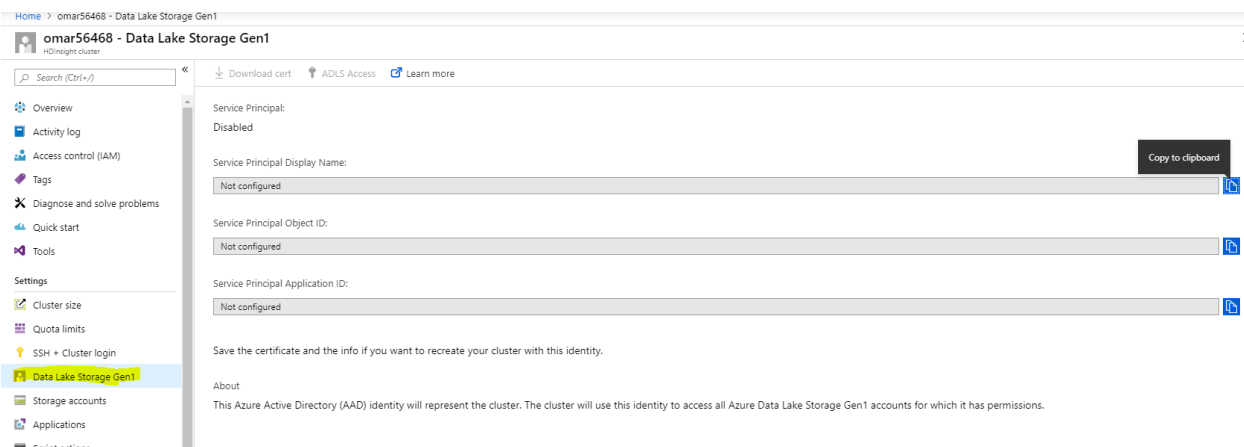 Home > omar56468 - Data Lake Storage Gen1
omar56468 - Data Lake Storage Gen1
HDInsight cluster
Search (Ctrl+/)
«
Overview
Activity log
Access control (IAM)
Tags
Diagnose and solve problems
Quick start
Tools
Settings
Cluster size
Quota limits
SSH + Cluster login
Data Lake Storage Gen1
Storage accounts
Applications
Download cert ADLS Access Learn more
Service Principal:
Disabled
Copy to clipboard
Service Principal Display Name:
Not configured
Service Principal Object ID:
Not configured
Service Principal Application ID:
Not configured
Save the certificate and the info if you want to recreate your cluster with this identity.
About
This Azure Active Directory (AAD) identity will represent the cluster. The cluster will use this identity to access all Azure Data Lake Storage Gen1 accounts for which it has permissions.